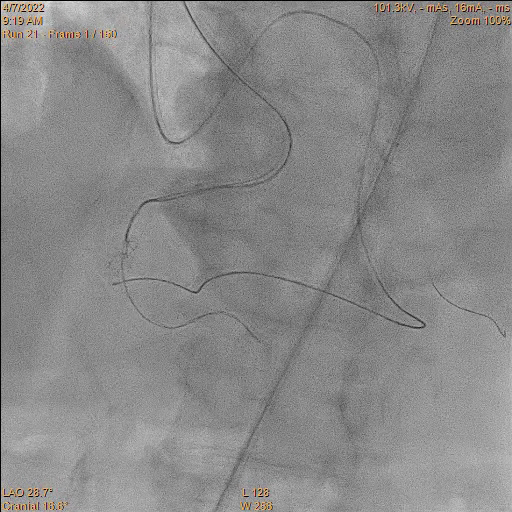 4/7/2022
101.3kV, - mAs, 16mA, - ms
9:19 AM
Zoom 100%
Run 21 - Frame 1 / 180
LAO 28.7°
L 128
Cranial 16.6°
W 256